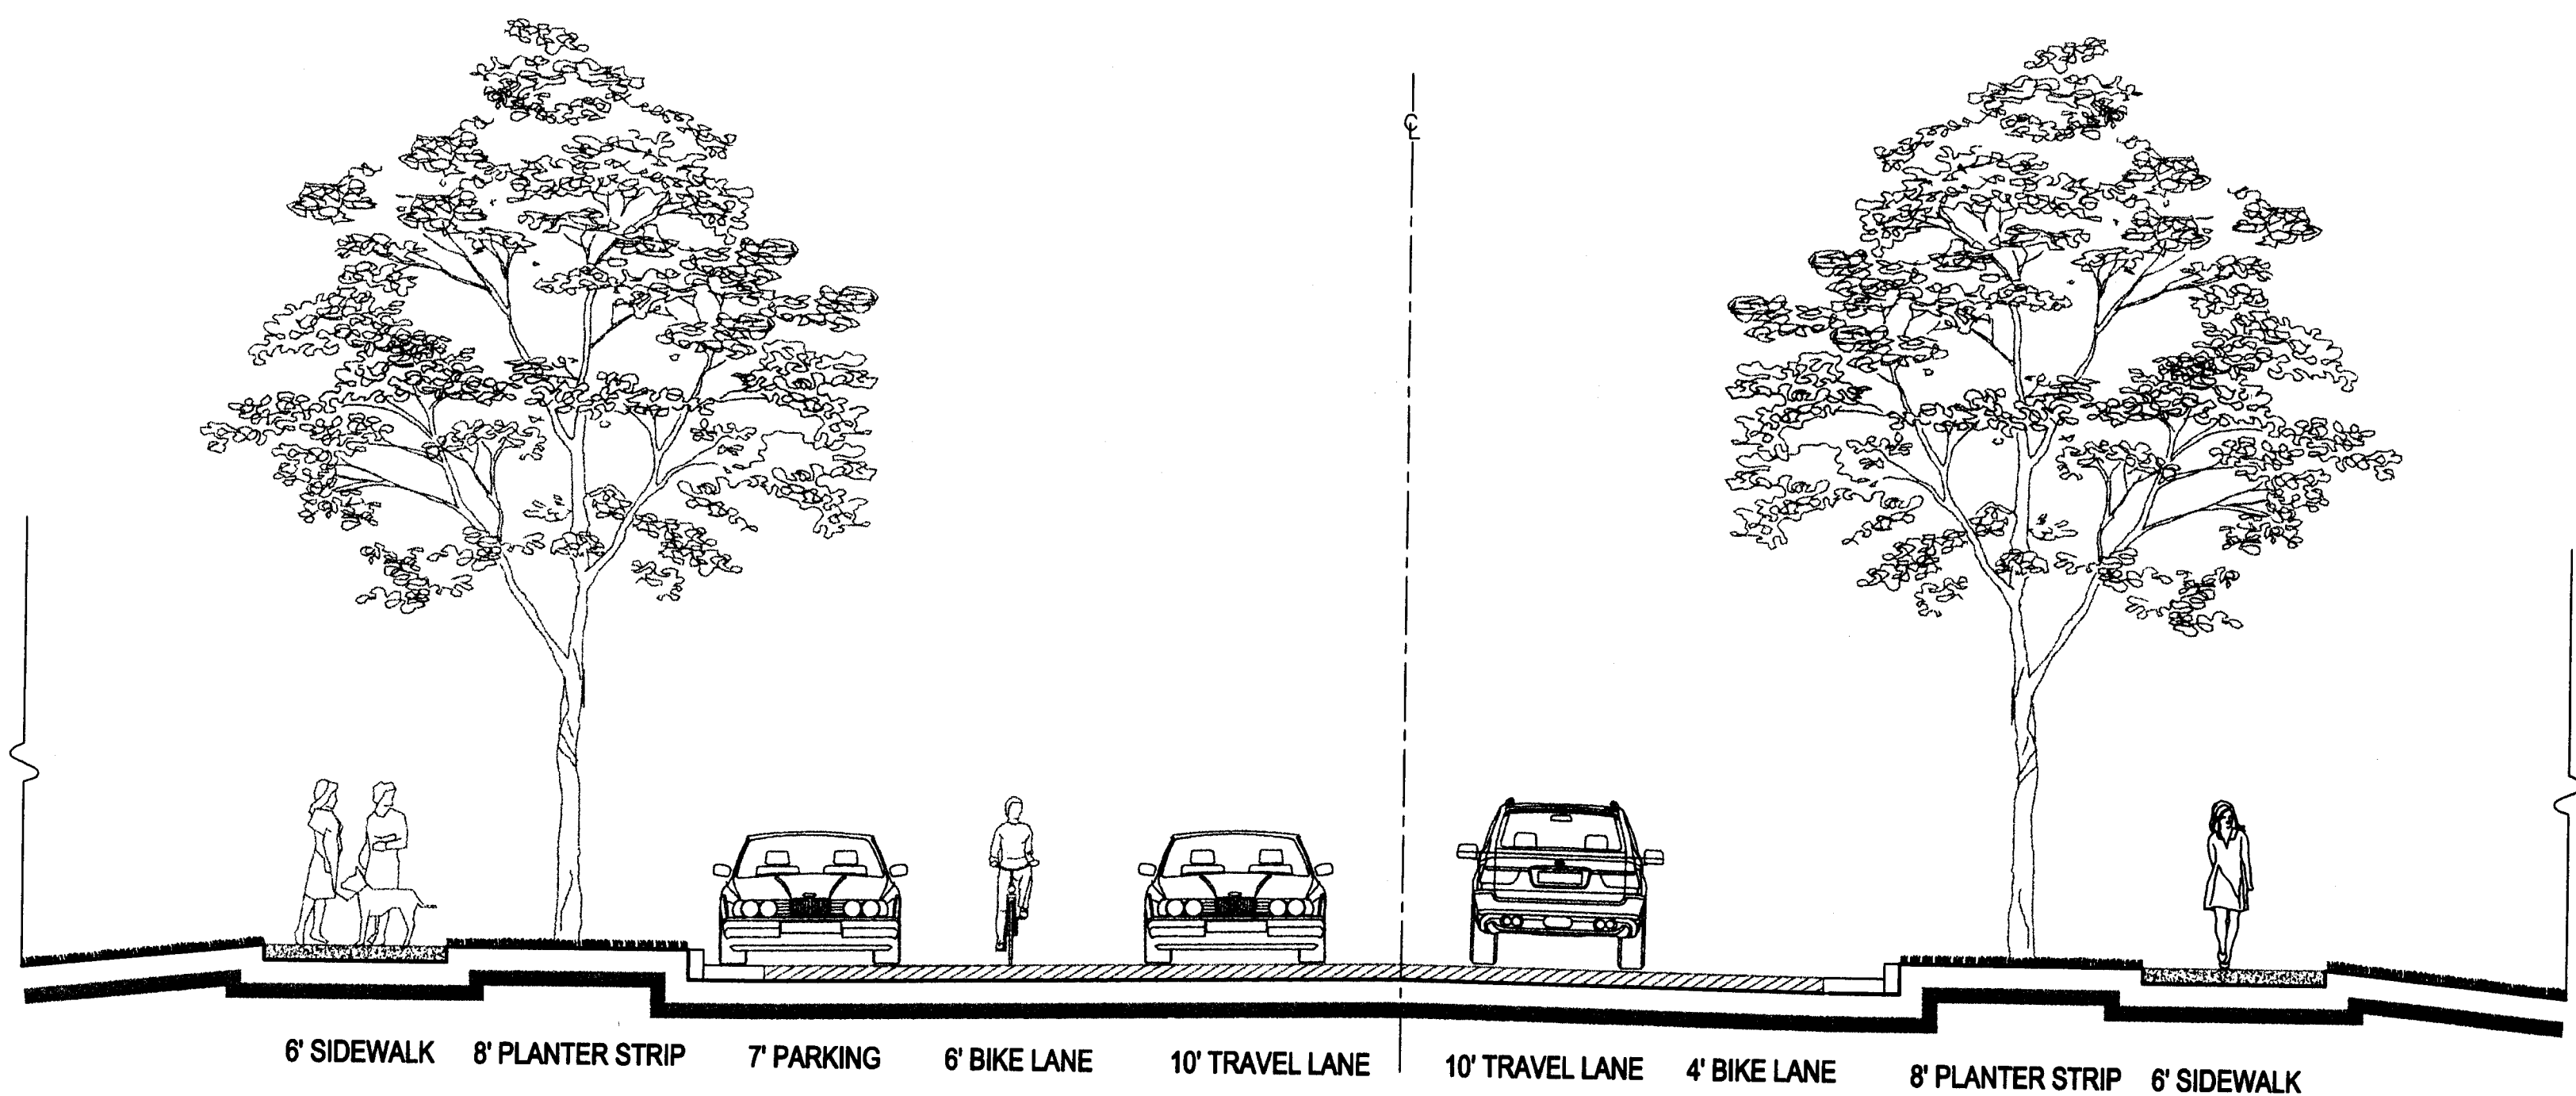 ℄
6' SIDEWALK 8' PLANTER STRIP 7' PARKING 6' BIKE LANE 10' TRAVEL LANE 10' TRAVEL LANE 4' BIKE LANE 8' PLANTER STRIP 6' SIDEWALK